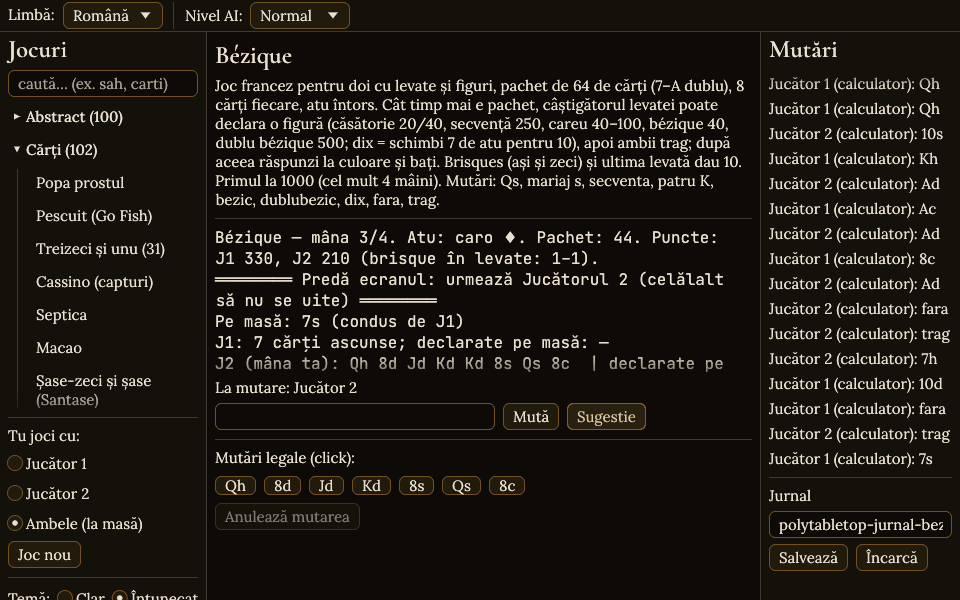 Limbă: Română ▼ Nivel AI: Normal ▼
Jocuri
caută… (ex. sah, carti)
▸ Abstract (100)
▾ Cărți (102)
Popa prostul
Pescuit (Go Fish)
Treizeci și unu (31)
Cassino (capturi)
Septica
Macao
Șase-zeci și șase
(Santase)
Tu joci cu:
Jucător 1
Jucător 2
Ambele (la masă)
Joc nou
Temă: Clar Întunecat
Bézique
Joc francez pentru doi cu levate și figuri, pachet de 64 de cărți (7–A dublu), 8
cărți fiecare, atu întors. Cât timp mai e pachet, câștigătorul levatei poate
declara o figură (căsătorie 20/40, secvență 250, careu 40–100, bézique 40,
dublu bézique 500; dix = schimbi 7 de atu pentru 10), apoi ambii trag; după
aceea răspunzi la culoare și bați. Brisques (ași și zeci) și ultima levată dau 10.
Primul la 1000 (cel mult 4 mâini). Mutări: Qs, mariaj s, secventa, patru K,
bezic, dublubezic, dix, fara, trag.
Bézique — mâna 3/4. Atu: caro ♦. Pachet: 44. Puncte:
J1 330, J2 210 (brisque în levate: 1–1).
════════ Predă ecranul: urmează Jucătorul 2 (celălalt
să nu se uite) ════════
Pe masă: 7s (condus de J1)
J1: 7 cărți ascunse; declarate pe masă: —
J2 (mâna ta): Qh 8d Jd Kd Kd 8s Qs 8c | declarate pe
La mutare: Jucător 2
Mută Sugestie
Mutări legale (click):
Qh 8d Jd Kd 8s Qs 8c
Anulează mutarea
Mutări
Jucător 1 (calculator): Qh
Jucător 1 (calculator): Qh
Jucător 2 (calculator): 10s
Jucător 1 (calculator): Kh
Jucător 2 (calculator): Ad
Jucător 1 (calculator): Ac
Jucător 2 (calculator): Ad
Jucător 1 (calculator): 8c
Jucător 2 (calculator): Ad
Jucător 2 (calculator): fara
Jucător 2 (calculator): trag
Jucător 2 (calculator): 7h
Jucător 1 (calculator): 10d
Jucător 1 (calculator): fara
Jucător 2 (calculator): trag
Jucător 1 (calculator): 7s
Jurnal
polytabletop-jurnal-bez
Salvează Încarcă